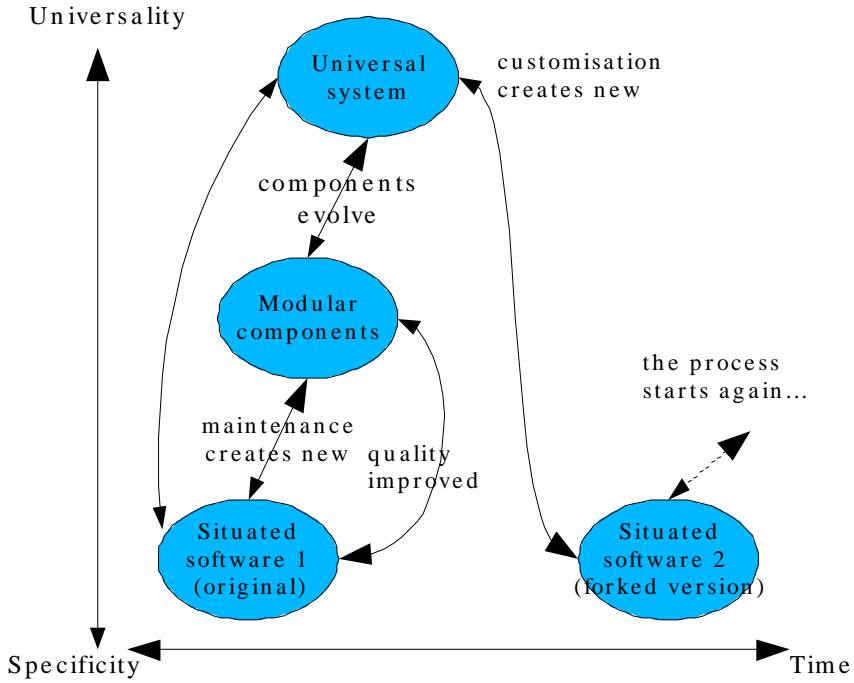 Universality
Universal
system
customisation
creates new
components
evolve
Modular
components
the process
starts again...
maintenance
creates new
quality
improved
Situated
software 1
(original)
Situated
software 2
(forked version)
Specificity
Time